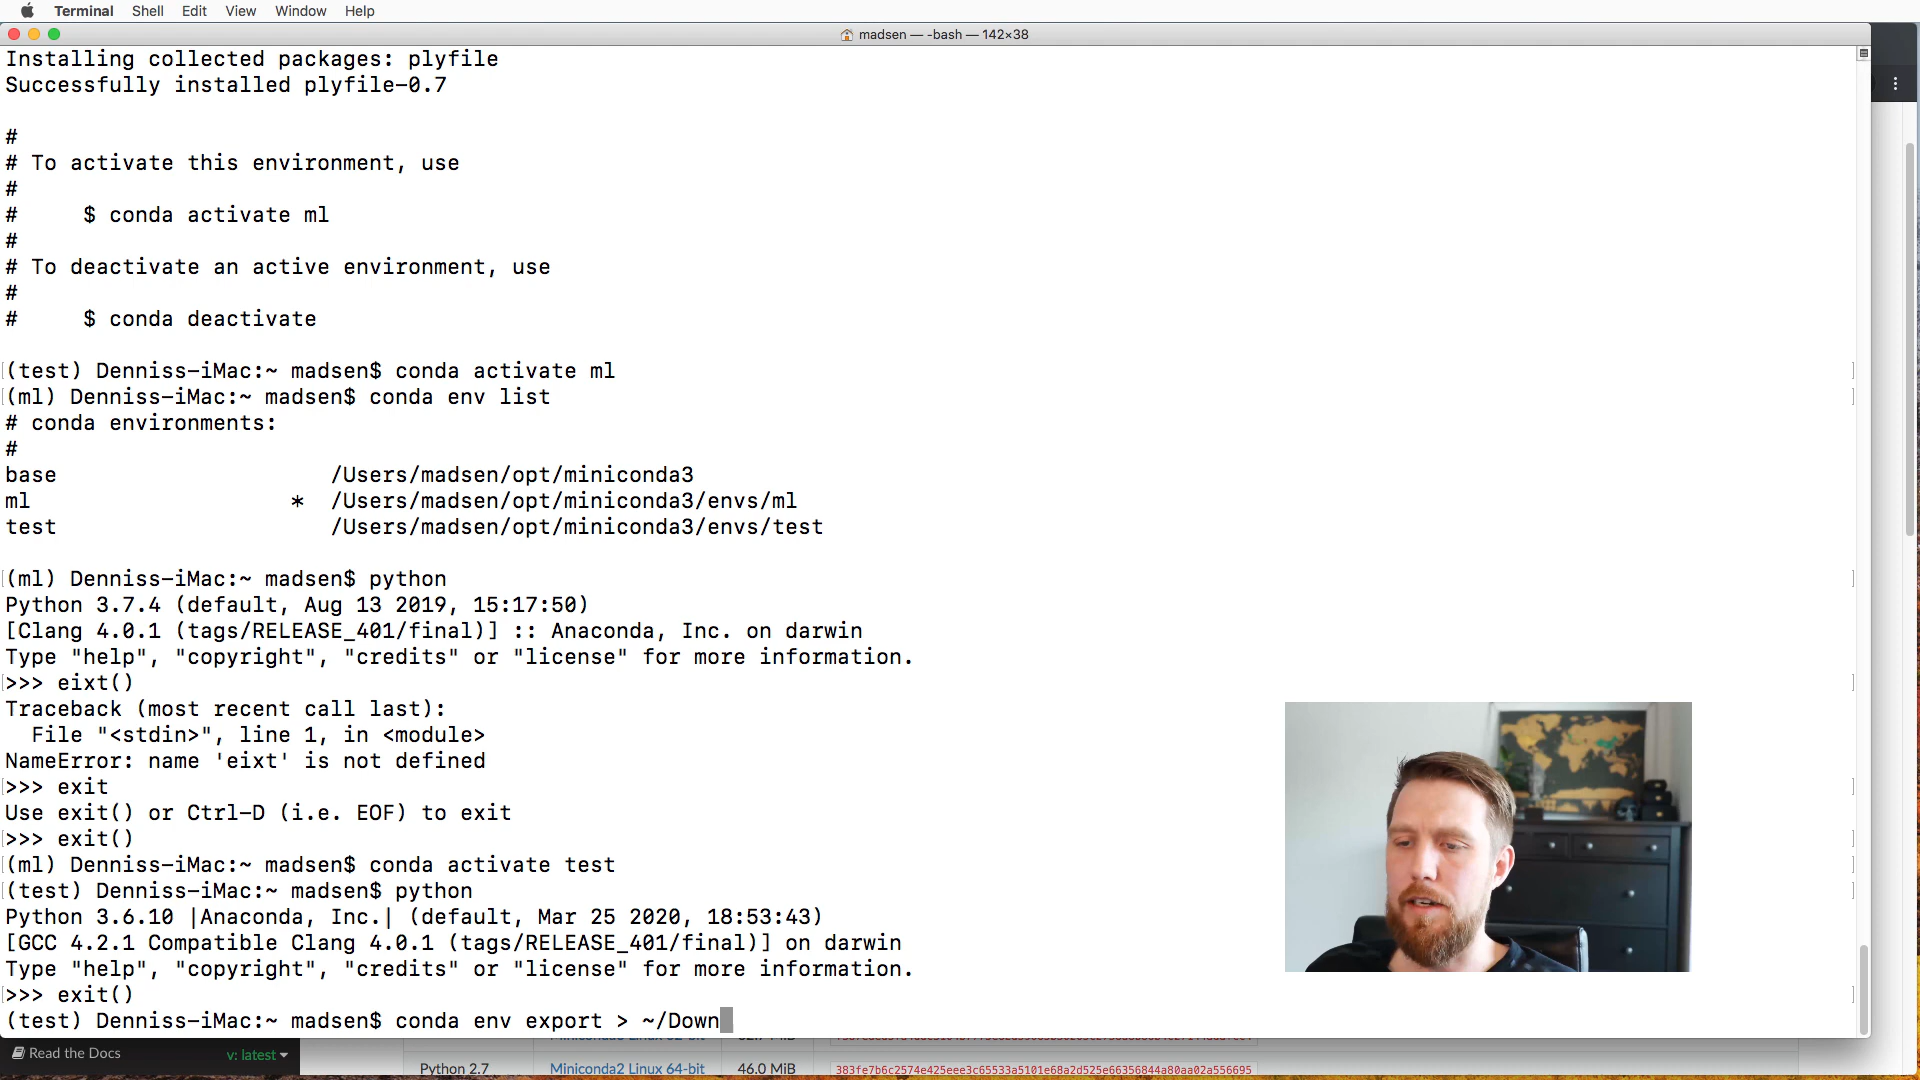 Terminal Shell Edit View Window Help
madsen — -bash — 142×38
Installing collected packages: plyfile
Successfully installed plyfile-0.7
#
# To activate this environment, use
#
#     $ conda activate ml
#
# To deactivate an active environment, use
#
#     $ conda deactivate
(test) Denniss-iMac:~ madsen$ conda activate ml
(ml) Denniss-iMac:~ madsen$ conda env list
# conda environments:
#
base                     /Users/madsen/opt/miniconda3
ml                    *  /Users/madsen/opt/miniconda3/envs/ml
test                     /Users/madsen/opt/miniconda3/envs/test
(ml) Denniss-iMac:~ madsen$ python
Python 3.7.4 (default, Aug 13 2019, 15:17:50)
[Clang 4.0.1 (tags/RELEASE_401/final)] :: Anaconda, Inc. on darwin
Type "help", "copyright", "credits" or "license" for more information.
>>> eixt()
Traceback (most recent call last):
  File "<stdin>", line 1, in <module>
NameError: name 'eixt' is not defined
>>> exit
Use exit() or Ctrl-D (i.e. EOF) to exit
>>> exit()
(ml) Denniss-iMac:~ madsen$ conda activate test
(test) Denniss-iMac:~ madsen$ python
Python 3.6.10 |Anaconda, Inc.| (default, Mar 25 2020, 18:53:43)
[GCC 4.2.1 Compatible Clang 4.0.1 (tags/RELEASE_401/final)] on darwin
Type "help", "copyright", "credits" or "license" for more information.
>>> exit()
(test) Denniss-iMac:~ madsen$ conda env export > ~/Down
Read the Docs v: latest
Python 2.7 Miniconda2 Linux 64-bit 46.0 MiB 383fe7b6c2574e425eee3c65533a5101e68a2d525e66356844a80aa02a556695